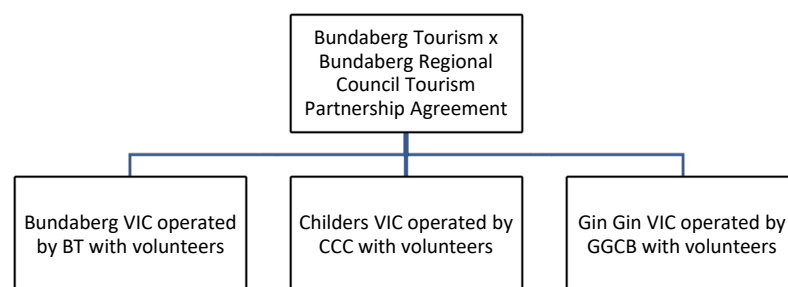 Bundaberg Tourism x
Bundaberg Regional
Council Tourism
Partnership Agreement
Bundaberg VIC operated
by BT with volunteers
Childers VIC operated by
CCC with volunteers
Gin Gin VIC operated by
GGCB with volunteers